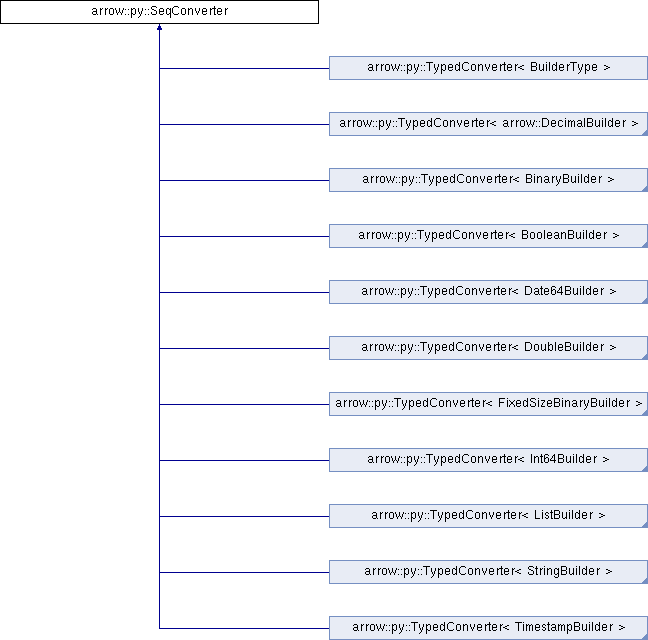 arrow::py::SeqConverter
arrow::py::TypedConverter< BuilderType >
arrow::py::TypedConverter< arrow::DecimalBuilder >
arrow::py::TypedConverter< BinaryBuilder >
arrow::py::TypedConverter< BooleanBuilder >
arrow::py::TypedConverter< Date64Builder >
arrow::py::TypedConverter< DoubleBuilder >
arrow::py::TypedConverter< FixedSizeBinaryBuilder >
arrow::py::TypedConverter< Int64Builder >
arrow::py::TypedConverter< ListBuilder >
arrow::py::TypedConverter< StringBuilder >
arrow::py::TypedConverter< TimestampBuilder >